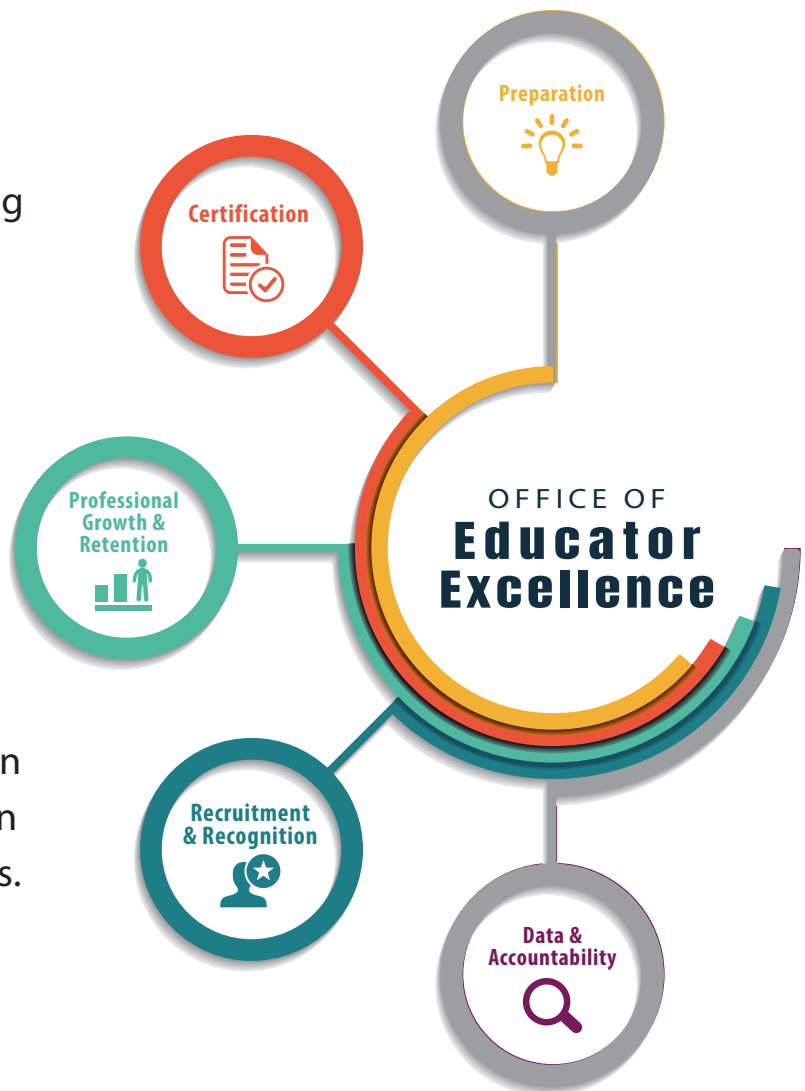 Preparation
g
Certification
Professional
Growth &
Retention
OFFICE OF
Educator
Excellence
n
n
s.
Recruitment
& Recognition
Data &
Accountability